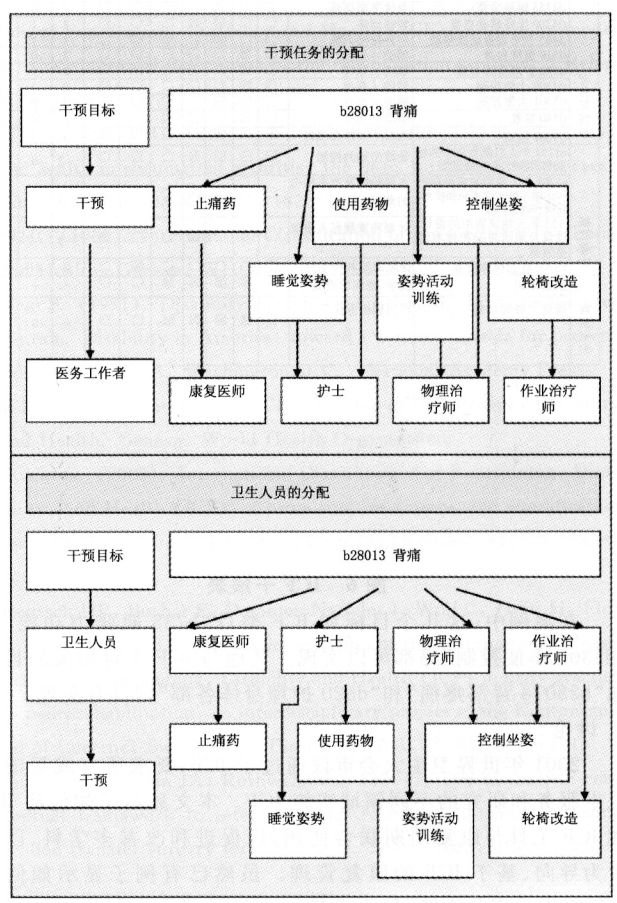 干预任务的分配
干预目标
b28013 背痛
干预
止痛药
使用药物
控制坐姿
睡觉姿势
姿势活动
训练
轮椅改造
医务工作者
康复医师
护士
物理治
疗师
作业治疗
师
卫生人员的分配
干预目标
b28013 背痛
卫生人员
康复医师
护士
物理治
疗师
作业治
疗师
止痛药
使用药物
控制坐姿
干预
睡觉姿势
姿势活动
训练
轮椅改造